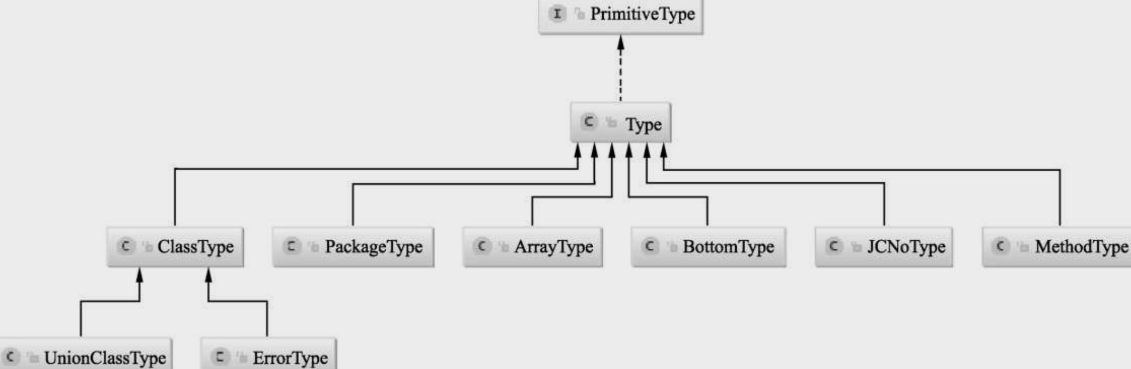 I PrimitiveType
C Type
C ClassType
C PackageType
C ArrayType
C BottomType
C JCNoType
C MethodType
C UnionClassType
C ErrorType